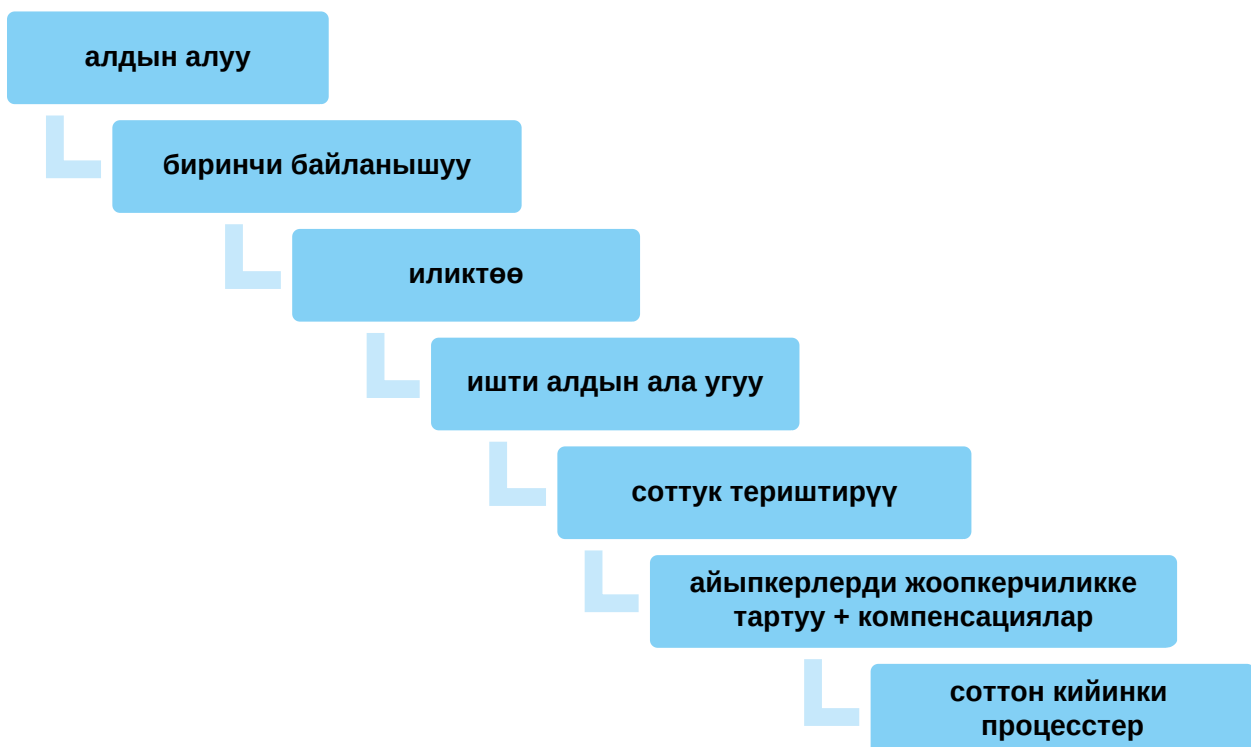 алдын алуу
биринчи байланышуу
иликтөө
ишти алдын ала угуу
соттук териштирүү
айыпкерлерди жоопкерчиликке
тартуу + компенсациялар
соттон кийинки
процесстер